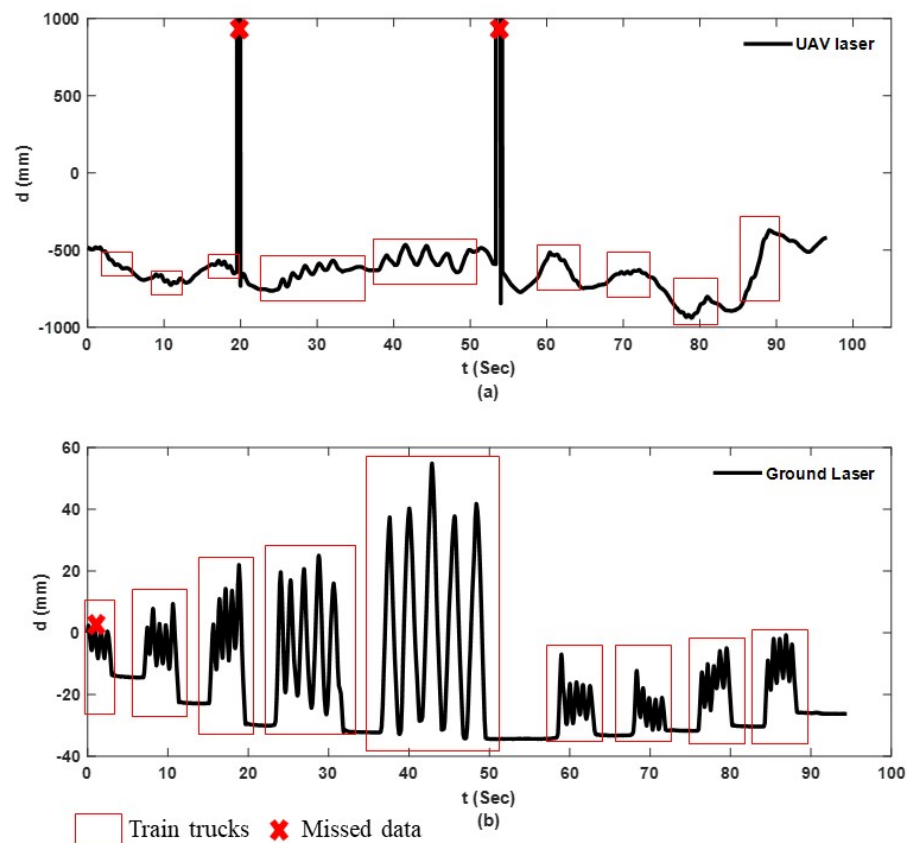 1000
500
0
-500
-1000
d (mm)
UAV laser
0 10 20 30 40 50 60 70 80 90 100
t (Sec)
(a)
60
40
20
0
-20
-40
d (mm)
Ground Laser
0 10 20 30 40 50 60 70 80 90 100
t (Sec)
(b)
Train trucks Missed data